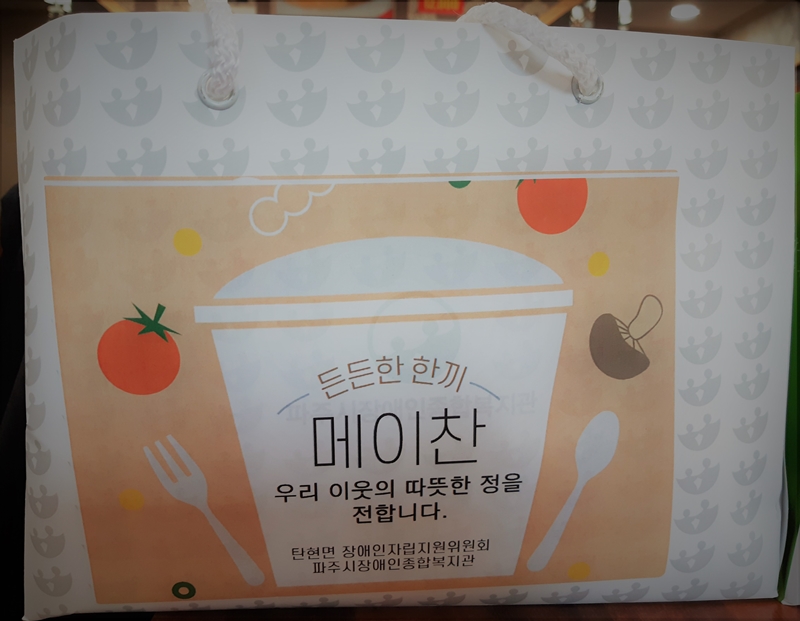 든든한 한끼
메이찬
우리 이웃의 따뜻한 정을
전합니다.
탄현면 장애인자립지원위원회
파주시장애인종합복지관